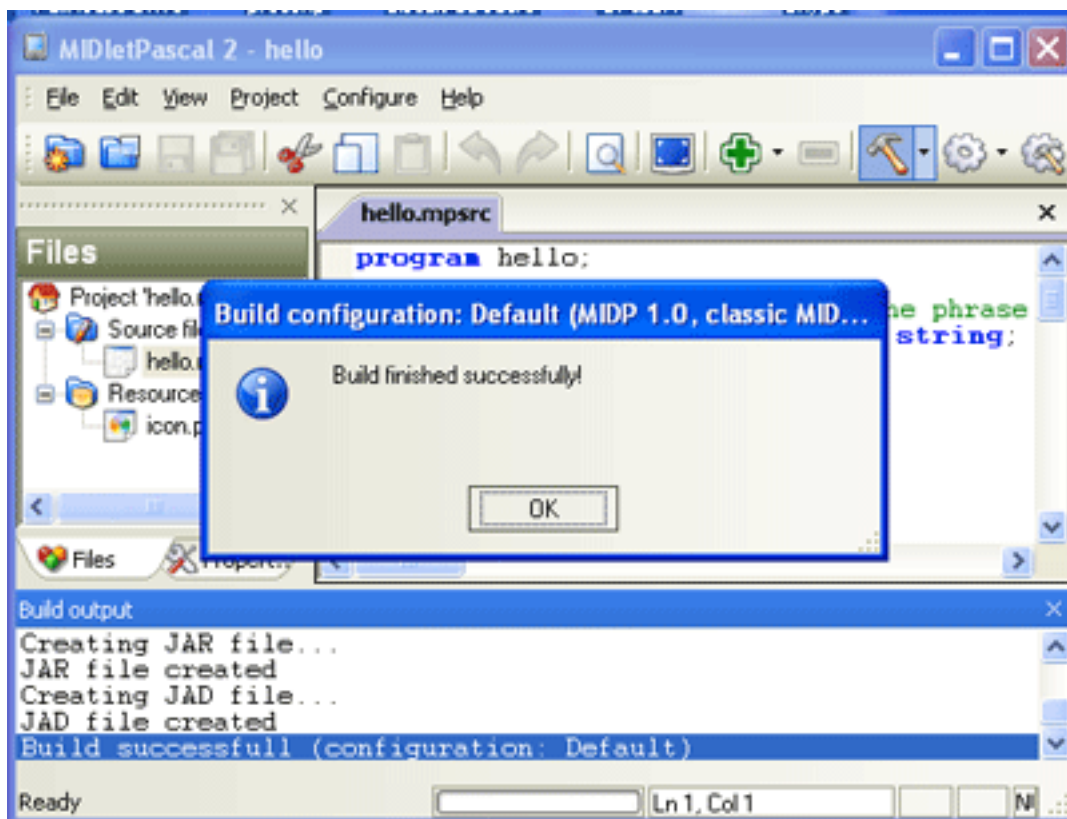 MIDletPascal 2 - hello
File Edit View Project Configure Help
hello.mpsrc
Files
program hello;
Project 'hello.
Source fil
hello.
Resource
icon.p
he phrase
string;
Build configuration: Default (MIDP 1.0, classic MID...
Build finished successfully!
OK
Files
Build output
Creating JAR file...
JAR file created
Creating JAD file...
JAD file created
Build successfull (configuration: Default)
Ready
Ln 1, Col 1